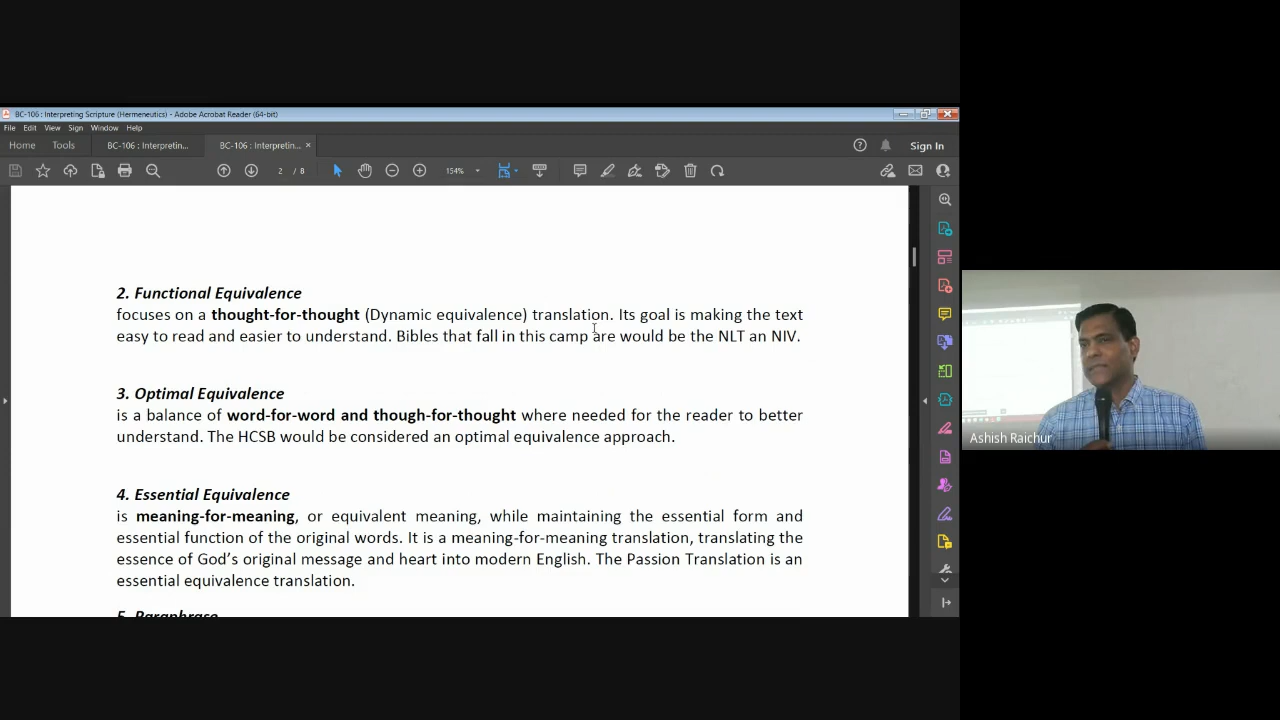 BC-106 : Interpreting Scripture (Hermeneutics) - Adobe Acrobat Reader (64-bit)
File Edit View Sign Window Help
Home Tools BC-106 : Interpretin... BC-106 : Interpretin... × Sign In
2 / 8 154%
2. Functional Equivalence
focuses on a thought-for-thought (Dynamic equivalence) translation. Its goal is making the text
easy to read and easier to understand. Bibles that fall in this camp are would be the NLT an NIV.
3. Optimal Equivalence
is a balance of word-for-word and though-for-thought where needed for the reader to better
understand. The HCSB would be considered an optimal equivalence approach.
4. Essential Equivalence
is meaning-for-meaning, or equivalent meaning, while maintaining the essential form and
essential function of the original words. It is a meaning-for-meaning translation, translating the
essence of God's original message and heart into modern English. The Passion Translation is an
essential equivalence translation.
5. Paraphrase
Ashish Raichur